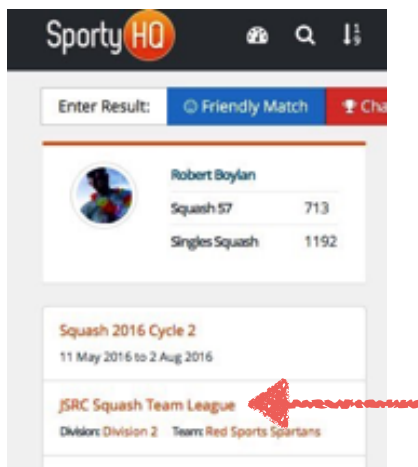 SportyHQ
Enter Result: Friendly Match Cha
Robert Boylan
Squash 57 713
Singles Squash 1192
Squash 2016 Cycle 2
11 May 2016 to 2 Aug 2016
JSRC Squash Team League
Division: Division 2 Team: Red Sports Spartans